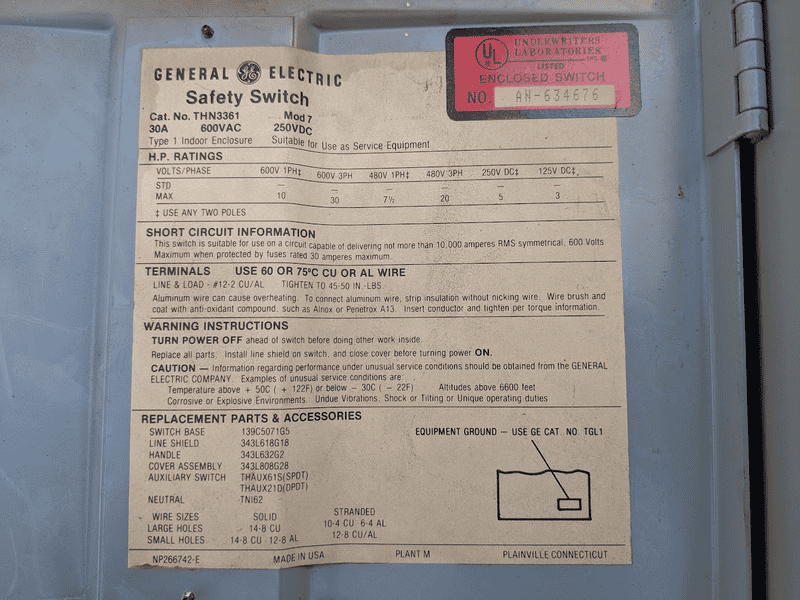 GENERAL GE ELECTRIC
Safety Switch
UL
UNDERWRITERS
LABORATORIES INC.®
LISTED
ENCLOSED SWITCH
NO. AN-634676
Cat. No. THN3361 Mod 7
30A 600VAC 250VDC
Type 1 Indoor Enclosure Suitable for Use as Service Equipment
H.P. RATINGS
VOLTS/PHASE 600V 1PH‡ 600V 3PH 480V 1PH‡ 480V 3PH 250V DC‡ 125V DC‡
STD — — — — — —
MAX 10 30 7½ 20 5 3
‡ USE ANY TWO POLES
SHORT CIRCUIT INFORMATION
This switch is suitable for use on a circuit capable of delivering not more than 10,000 amperes RMS symmetrical, 600 Volts
Maximum when protected by fuses rated 30 amperes maximum.
TERMINALS USE 60 OR 75°C CU OR AL WIRE
LINE & LOAD - #12-2 CU/AL TIGHTEN TO 45-50 IN.-LBS.
Aluminum wire can cause overheating. To connect aluminum wire, strip insulation without nicking wire. Wire brush and
coat with anti-oxidant compound, such as Alnox or Penetrox A13. Insert conductor and tighten per torque information.
WARNING INSTRUCTIONS
TURN POWER OFF ahead of switch before doing other work inside.
Replace all parts. Install line shield on switch, and close cover before turning power ON.
CAUTION — Information regarding performance under unusual service conditions should be obtained from the GENERAL
ELECTRIC COMPANY. Examples of unusual service conditions are:
Temperature above + 50C ( + 122F) or below - 30C ( - 22F) Altitudes above 6600 feet
Corrosive or Explosive Environments. Undue Vibrations, Shock or Tilting or Unique operating duties
REPLACEMENT PARTS & ACCESSORIES
SWITCH BASE 139C5071G5
LINE SHIELD 343L618G18
HANDLE 343L632G2
COVER ASSEMBLY 343L808G28
AUXILIARY SWITCH THAUX61S(SPDT)
THAUX21D(DPDT)
NEUTRAL TNI62
EQUIPMENT GROUND — USE GE CAT. NO. TGL1
WIRE SIZES SOLID STRANDED
LARGE HOLES 14-8 CU 10-4 CU 6-4 AL
SMALL HOLES 14-8 CU 12-8 AL 12-8 CU/AL
NP266742-E MADE IN USA PLANT M PLAINVILLE CONNECTICUT